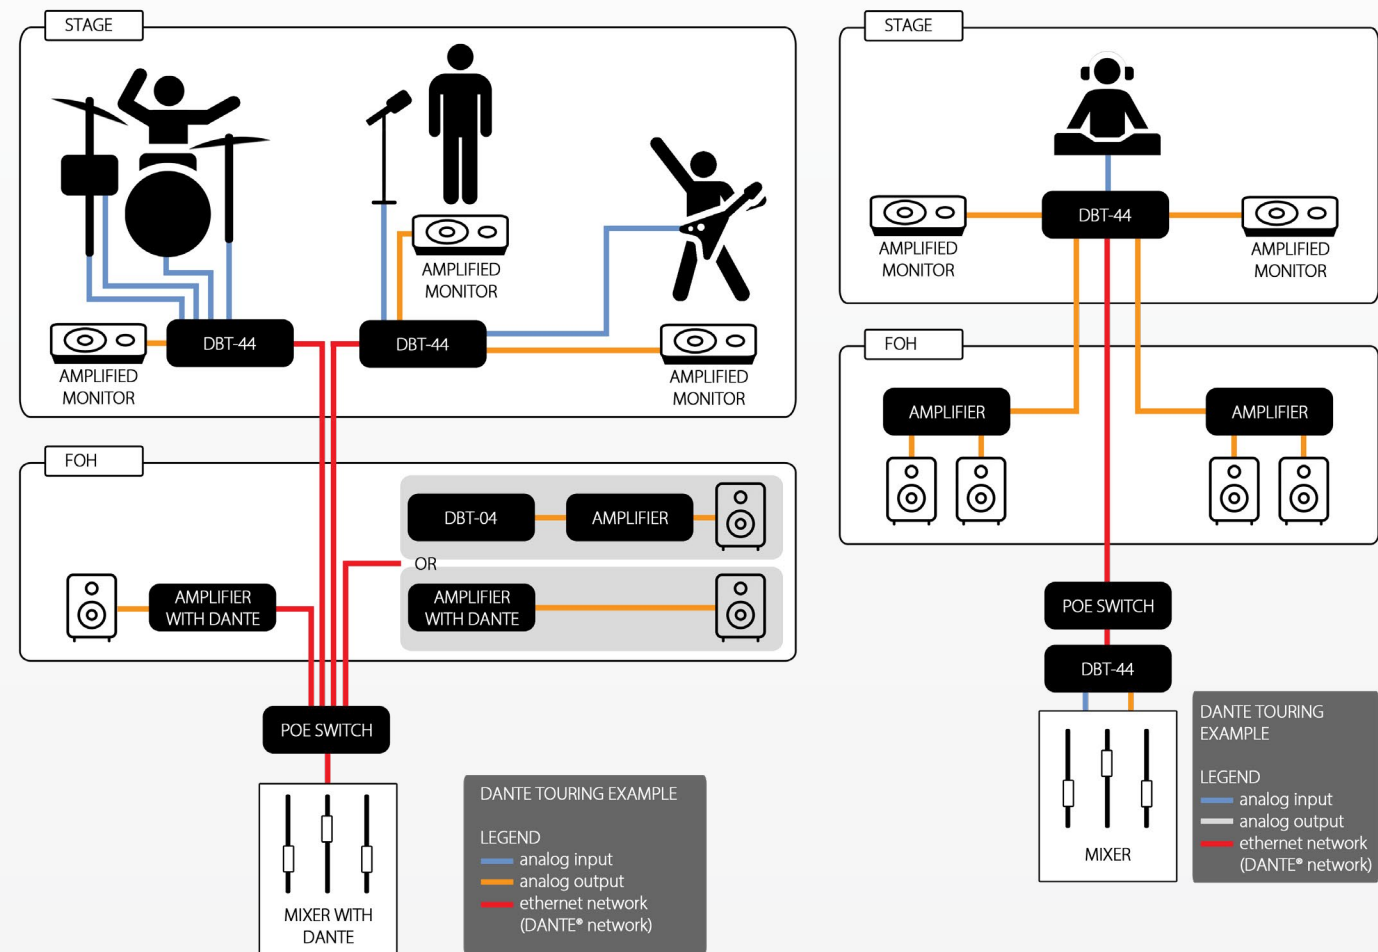 STAGE
AMPLIFIED
MONITOR
DBT-44
DBT-44
AMPLIFIED
MONITOR
AMPLIFIED
MONITOR
FOH
DBT-04
AMPLIFIER
OR
AMPLIFIER
WITH DANTE
AMPLIFIER
WITH DANTE
POE SWITCH
MIXER WITH
DANTE
DANTE TOURING EXAMPLE
LEGEND
analog input
analog output
ethernet network
(DANTE® network)
STAGE
DBT-44
AMPLIFIED
MONITOR
AMPLIFIED
MONITOR
FOH
AMPLIFIER
AMPLIFIER
POE SWITCH
DBT-44
MIXER
DANTE TOURING
EXAMPLE
LEGEND
analog input
analog output
ethernet network
(DANTE® network)